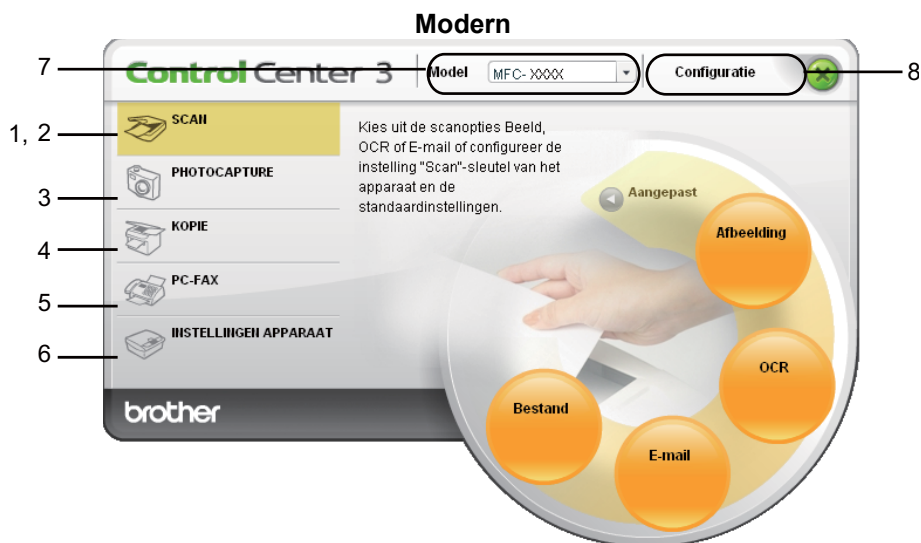 Modern
7
Control Center 3
Model
MFC- XXXX
Configuratie
8
1, 2
SCAN
3
PHOTOCAPTURE
4
KOPIE
5
PC-FAX
6
INSTELLINGEN APPARAAT
Kies uit de scanopties Beeld,
OCR of E-mail of configureer de
instelling "Scan"-sleutel van het
apparaat en de
standaardinstellingen.
Aangepast
Afbeelding
OCR
E-mail
Bestand
brother